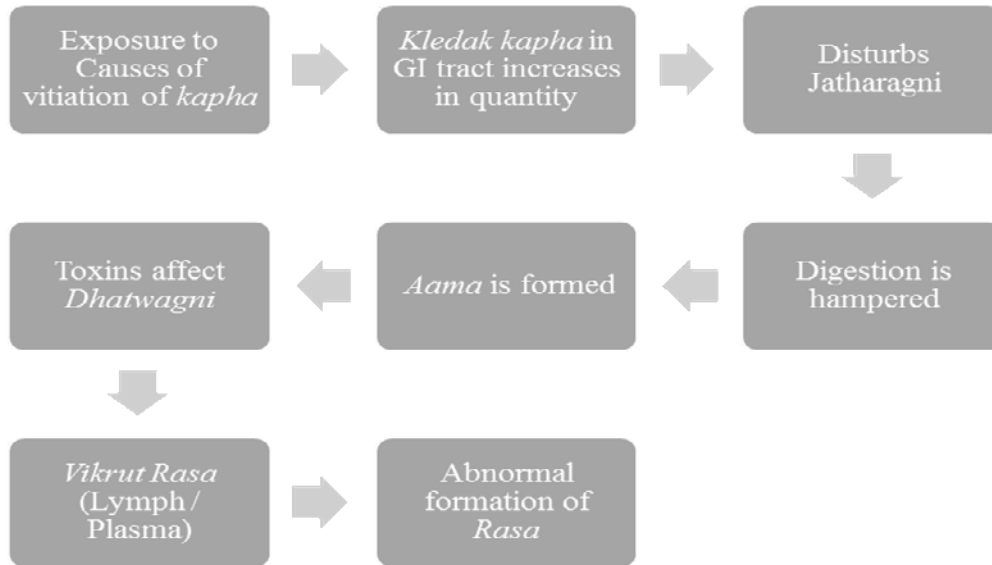 Exposure to
Causes of
vitiation of kapha
Kledak kapha in
GI tract increases
in quantity
Disturbs
Jatharagni
Digestion is
hampered
Aama is formed
Toxins affect
Dhatwagni
Vikrut Rasa
(Lymph /
Plasma)
Abnormal
formation of
Rasa